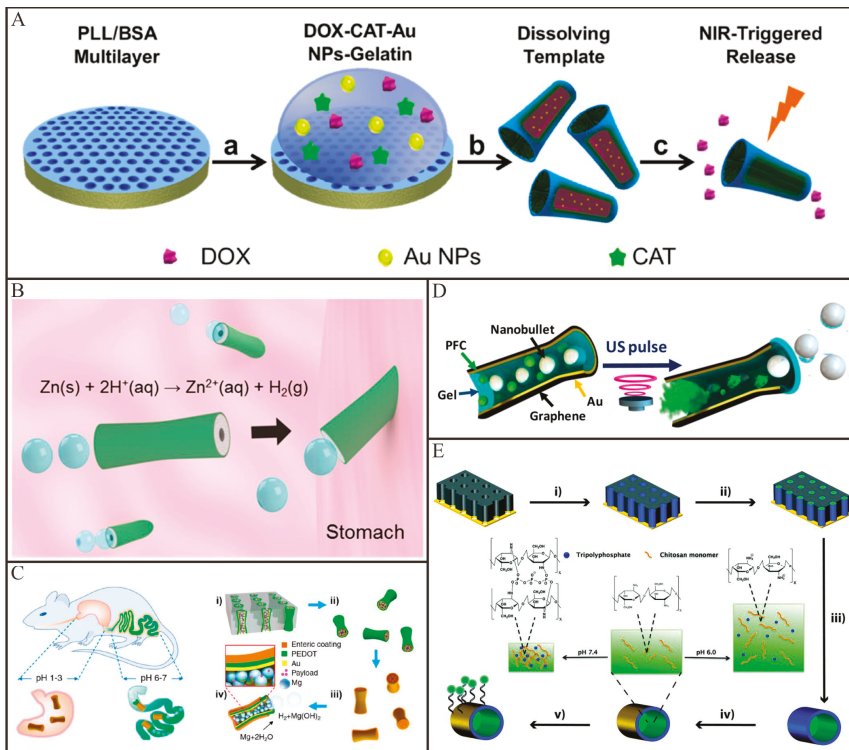 A
PLL/BSA
Multilayer
DOX-CAT-Au
NPs-Gelatin
Dissolving
Template
NIR-Triggered
Release
a
b
c
DOX
Au NPs
CAT
B
Zn(s) + 2H⁺(aq) → Zn²⁺(aq) + H₂(g)
Stomach
C
pH 1-3
pH 6-7
i)
ii)
Enteric coating
PEDOT
Au
Payload
Mg
iv)
iii)
H₂+Mg(OH)₂
Mg+2H₂O
D
Nanobullet
PFC
US pulse
Gel
Au
Graphene
E
i)
ii)
Tripolyphosphate
Chitosan monomer
iii)
pH 7.4
pH 6.0
v)
iv)